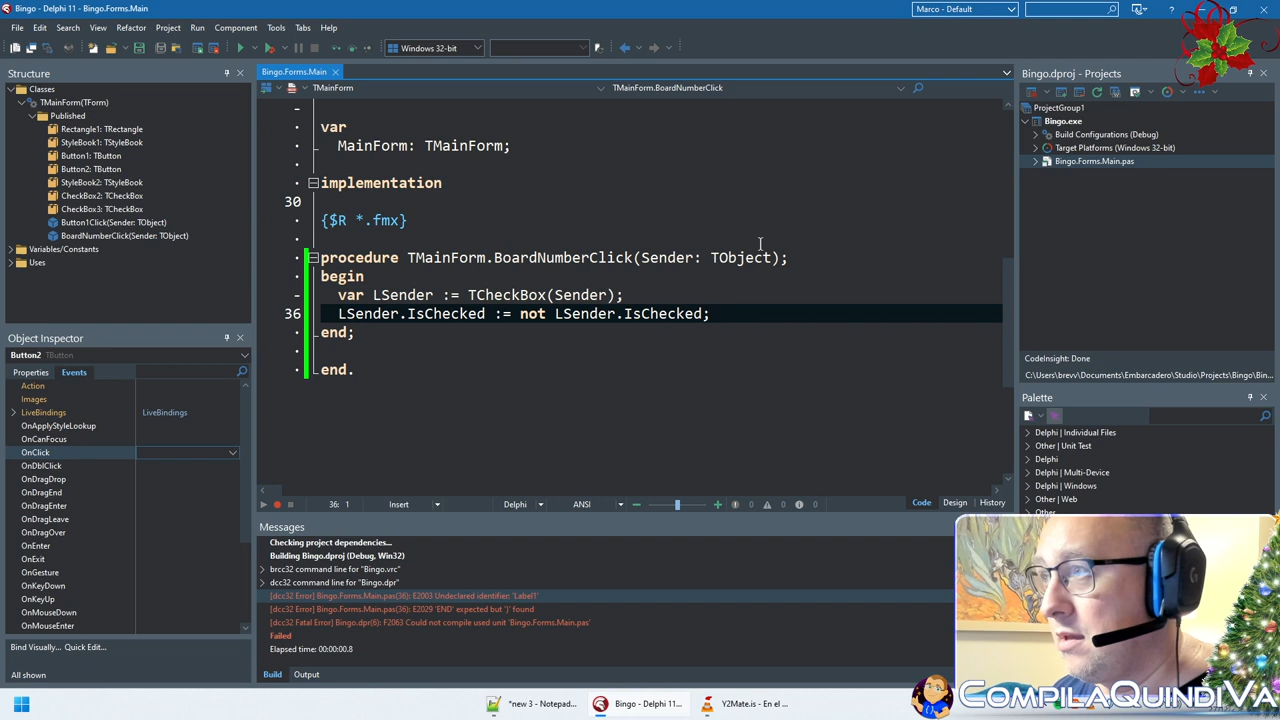 Bingo - Delphi 11 - Bingo.Forms.Main
Marco - Default
File Edit Search View Refactor Project Run Component Tools Tabs Help
Windows 32-bit
Structure
Classes
TMainForm(TForm)
Published
Rectangle1: TRectangle
StyleBook1: TStyleBook
Button1: TButton
Button2: TButton
StyleBook2: TStyleBook
CheckBox2: TCheckBox
CheckBox3: TCheckBox
Button1Click(Sender: TObject)
BoardNumberClick(Sender: TObject)
Variables/Constants
Uses
Object Inspector
Button2 TButton
Properties Events
Action
Images
LiveBindings LiveBindings
OnApplyStyleLookup
OnCanFocus
OnClick
OnDblClick
OnDragDrop
OnDragEnd
OnDragEnter
OnDragLeave
OnDragOver
OnEnter
OnExit
OnGesture
OnKeyDown
OnKeyUp
OnMouseDown
OnMouseEnter
Bind Visually... Quick Edit...
All shown
Bingo.Forms.Main
TMainForm TMainForm.BoardNumberClick
var
MainForm: TMainForm;
implementation
30
{$R *.fmx}
procedure TMainForm.BoardNumberClick(Sender: TObject);
begin
var LSender := TCheckBox(Sender);
36 LSender.IsChecked := not LSender.IsChecked;
end;
end.
36: 1 Insert Delphi ANSI 0 0 0 Code Design History
Messages
Checking project dependencies...
Building Bingo.dproj (Debug, Win32)
brcc32 command line for "Bingo.vrc"
dcc32 command line for "Bingo.dpr"
[dcc32 Error] Bingo.Forms.Main.pas(36): E2003 Undeclared identifier: 'Label1'
[dcc32 Error] Bingo.Forms.Main.pas(36): E2029 'END' expected but ')' found
[dcc32 Fatal Error] Bingo.dpr(6): F2063 Could not compile used unit 'Bingo.Forms.Main.pas'
Failed
Elapsed time: 00:00:00.8
Build Output
Bingo.dproj - Projects
ProjectGroup1
Bingo.exe
Build Configurations (Debug)
Target Platforms (Windows 32-bit)
Bingo.Forms.Main.pas
CodeInsight: Done
C:\Users\brevv\Documents\Embarcadero\Studio\Projects\Bingo\Bin...
Palette
Delphi | Individual Files
Other | Unit Test
Delphi
Delphi | Multi-Device
Delphi | Windows
Other | Web
Other
*new 3 - Notepad...
Bingo - Delphi 11...
Y2Mate.is - En el ...
COMPILAQUINDIVA